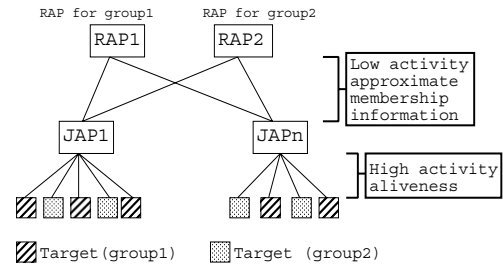 RAP for group1
RAP for group2
RAP1
RAP2
Low activity
approximate
membership
information
JAP1
JAPn
High activity
aliveness
Target(group1)
Target (group2)